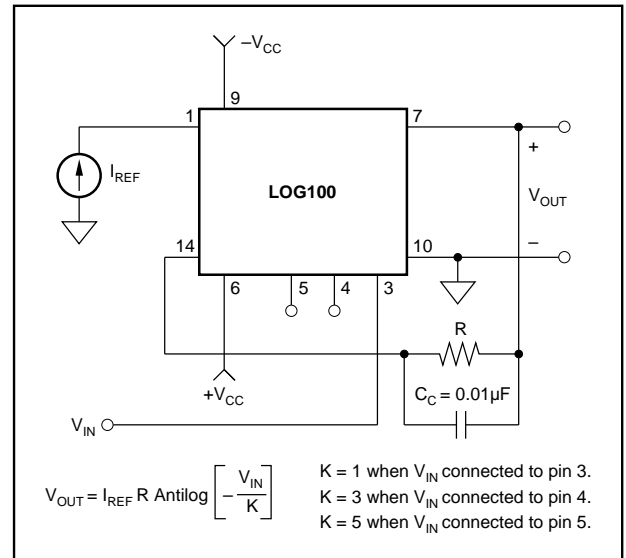 –V_CC
9
1
7
I_REF
LOG100
+
V_OUT
–
14
10
6
5
4
3
R
+V_CC
C_C = 0.01µF
V_IN
V_OUT = I_REF R Antilog [ – V_IN / K ]
K = 1 when V_IN connected to pin 3.
K = 3 when V_IN connected to pin 4.
K = 5 when V_IN connected to pin 5.